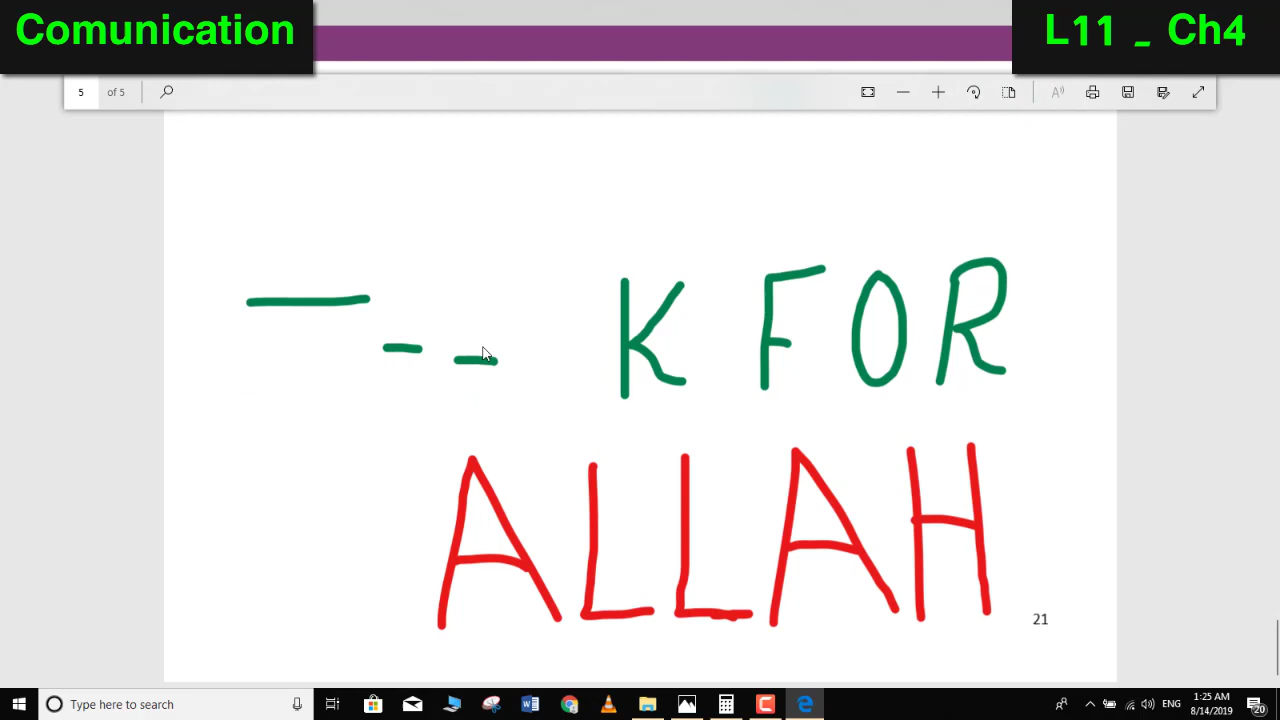 Comunication
L11 _ Ch4
5 of 5
— - - K FOR
ALLAH
21
Type here to search
ENG
1:25 AM
8/14/2019
20